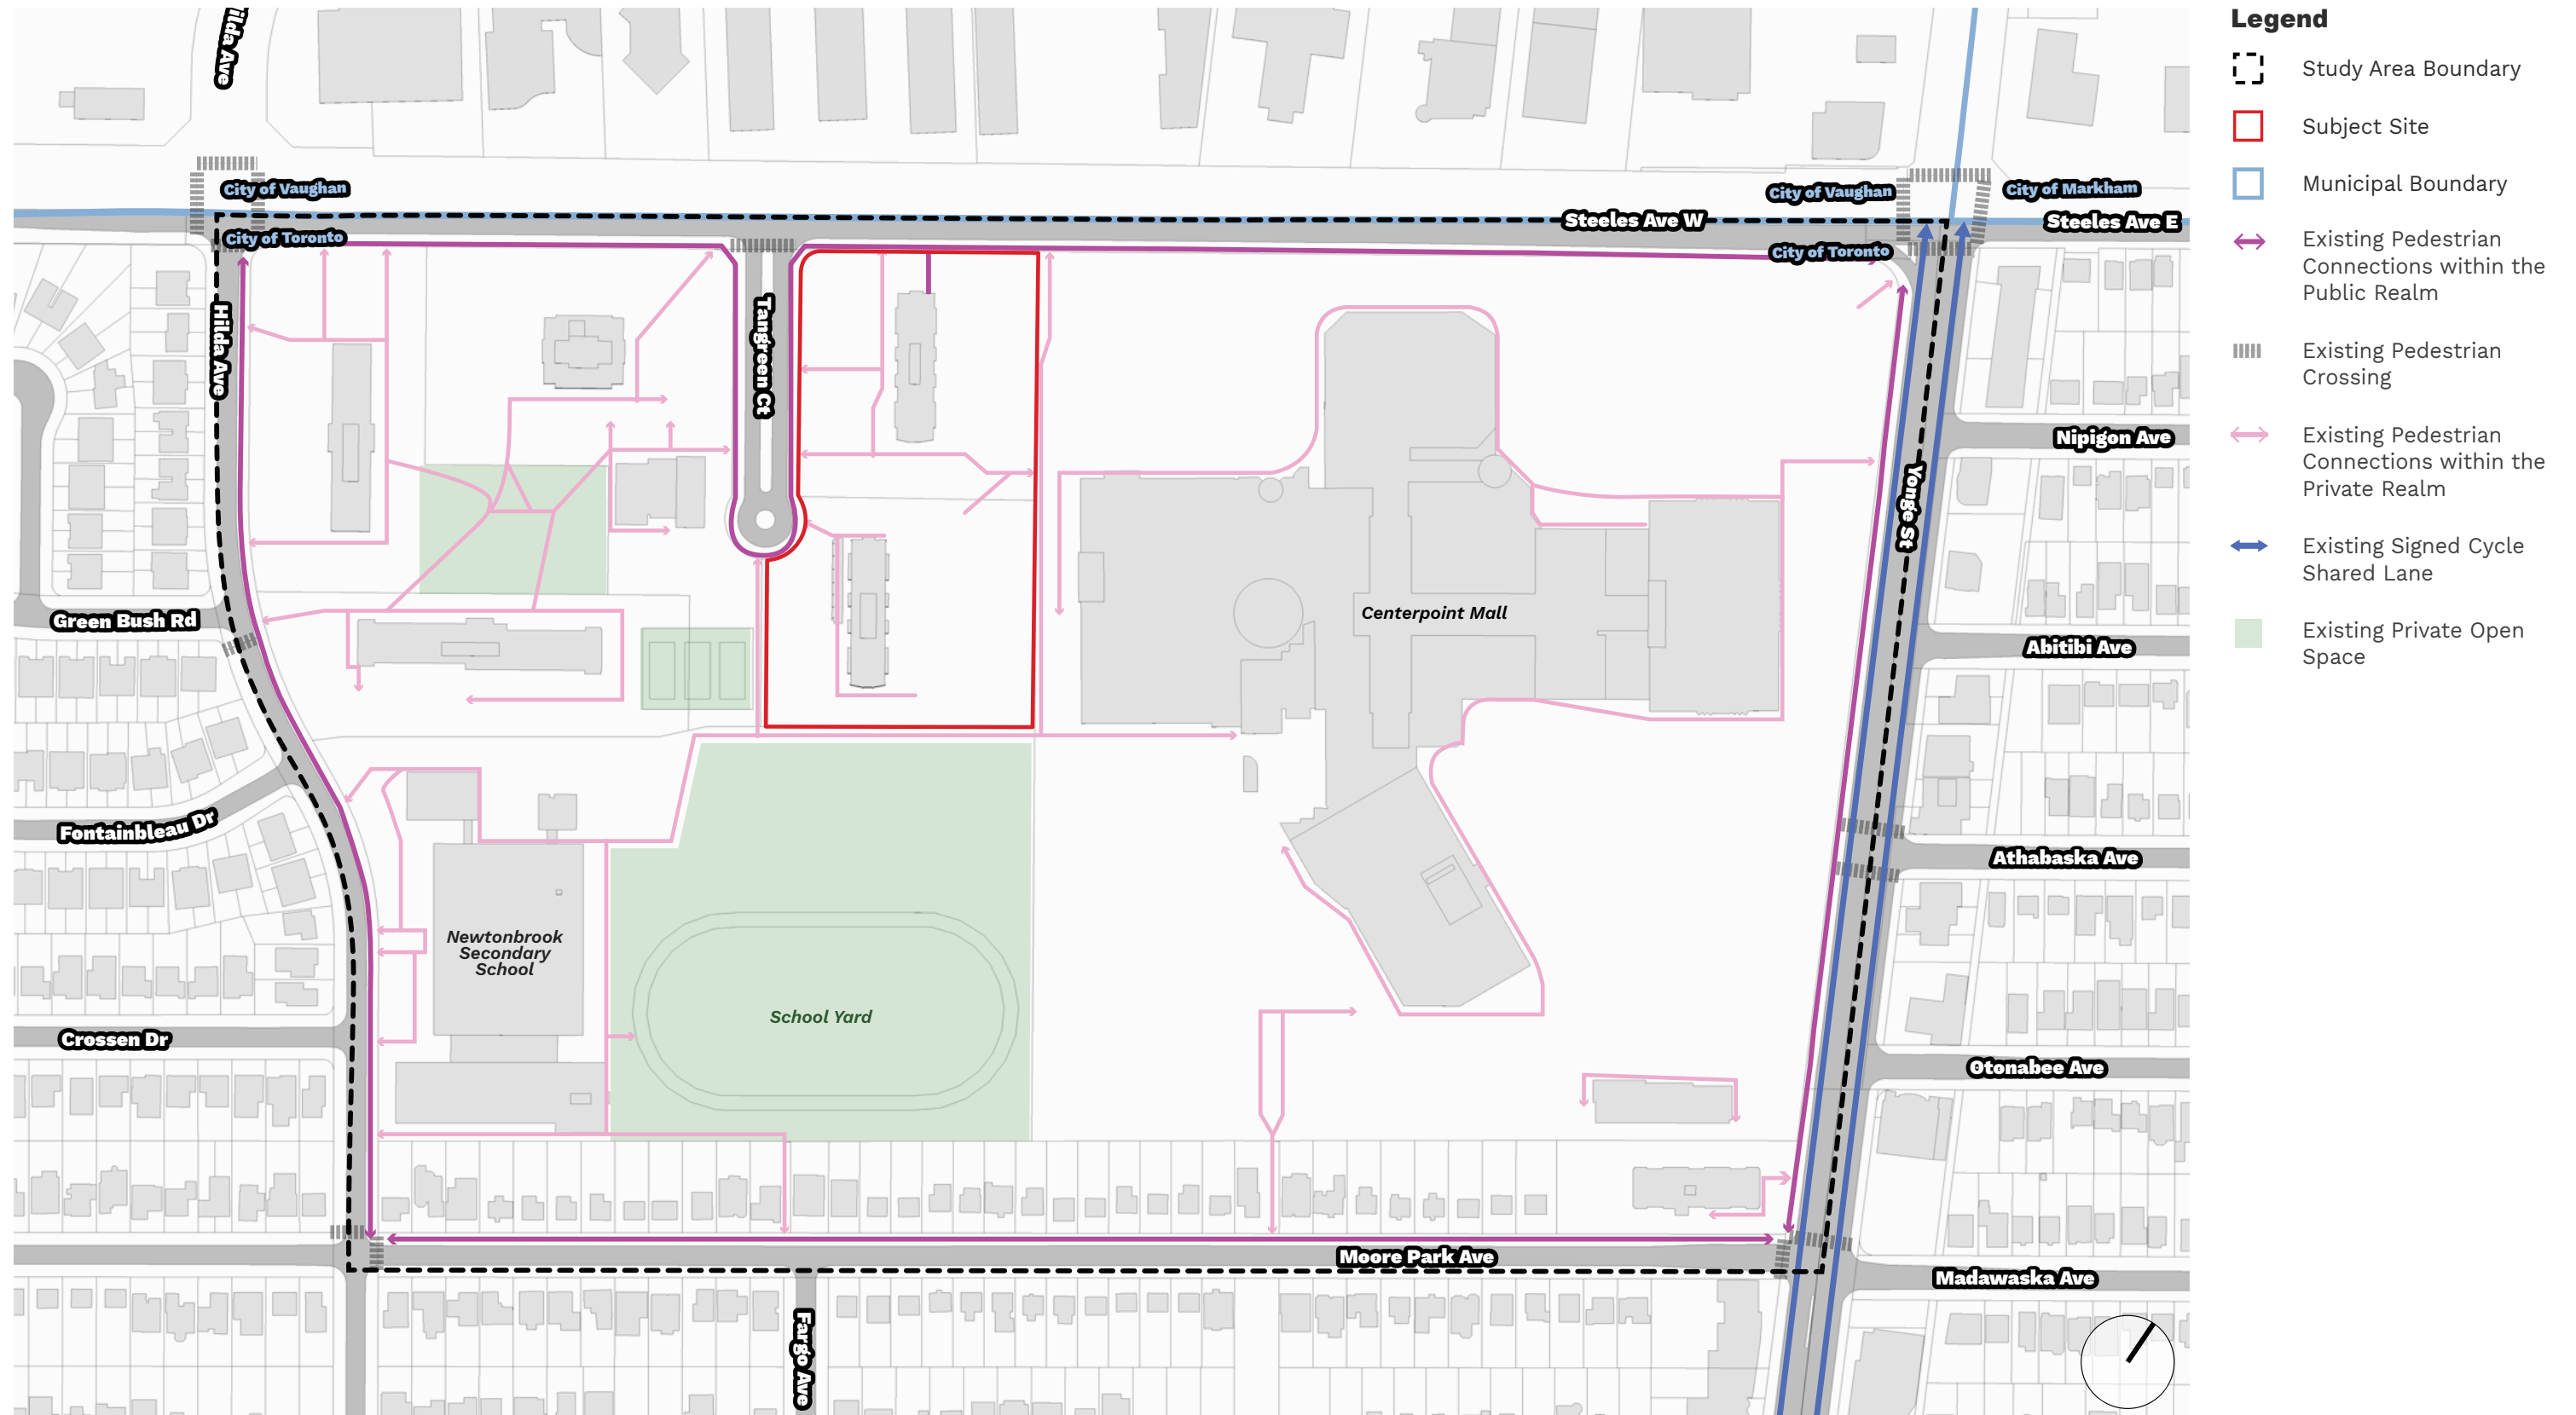 ilda Ave
City of Vaughan
City of Toronto
Hilda Ave
Tangreen Ct
Steeles Ave W
City of Vaughan
City of Toronto
City of Markham
Steeles Ave E
Nipigon Ave
Yonge St
Green Bush Rd
Centerpoint Mall
Abitibi Ave
Fontainbleau Dr
Athabaska Ave
Newtonbrook
Secondary
School
School Yard
Crossen Dr
Otonabee Ave
Moore Park Ave
Madawaska Ave
Fargo Ave
Legend
Study Area Boundary
Subject Site
Municipal Boundary
Existing Pedestrian
Connections within the
Public Realm
Existing Pedestrian
Crossing
Existing Pedestrian
Connections within the
Private Realm
Existing Signed Cycle
Shared Lane
Existing Private Open
Space